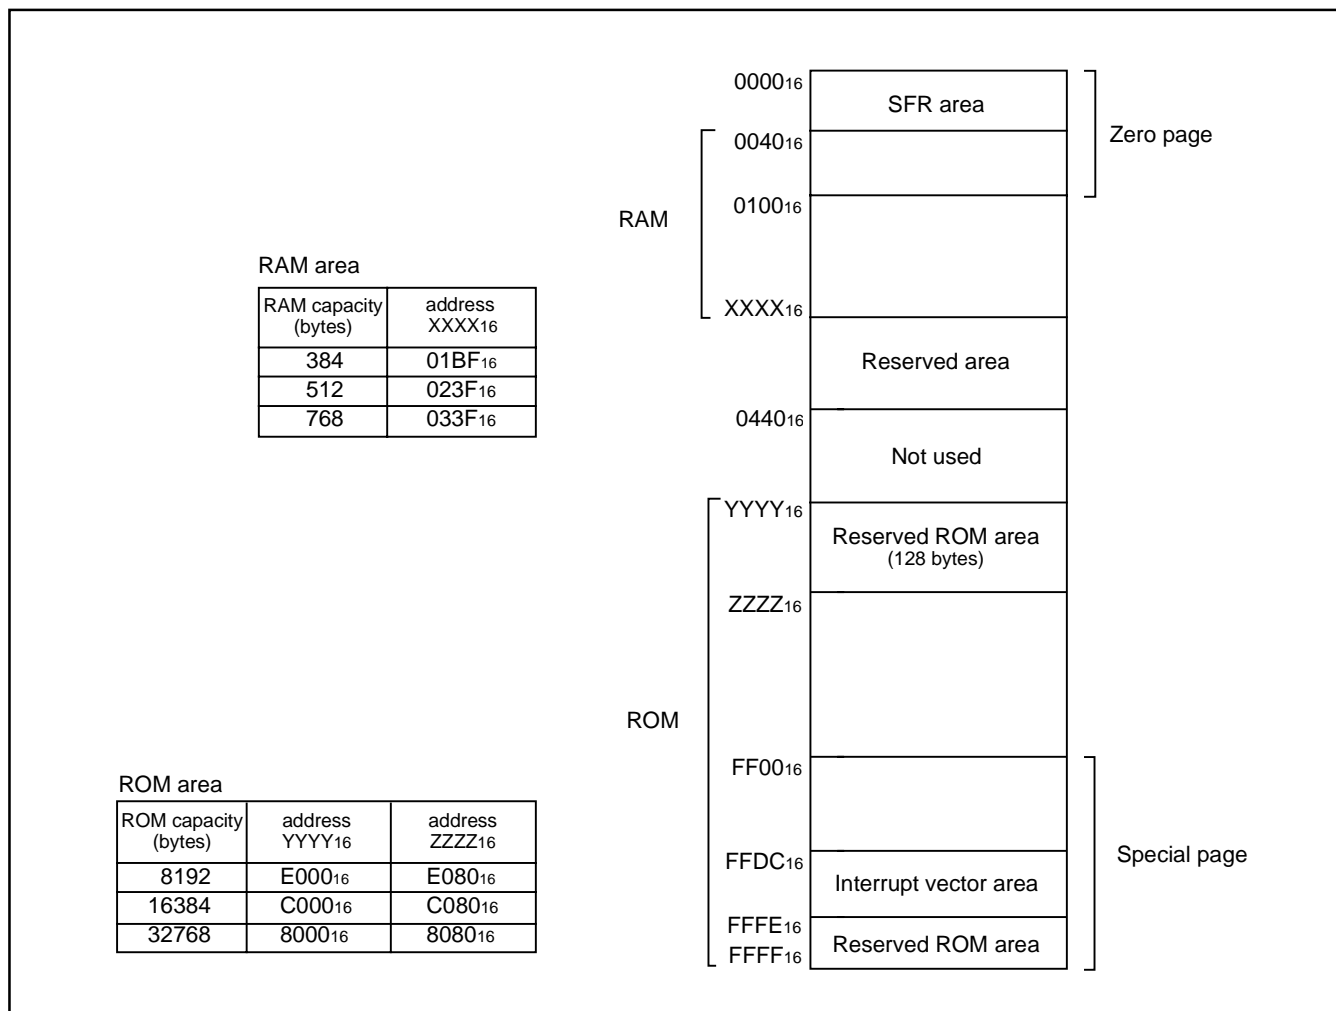 RAM area
RAM capacity (bytes) address XXXX16
384 01BF16
512 023F16
768 033F16
ROM area
ROM capacity (bytes) address YYYY16 address ZZZZ16
8192 E00016 E08016
16384 C00016 C08016
32768 800016 808016
000016
SFR area
Zero page
004016
RAM
010016
XXXX16
Reserved area
044016
Not used
YYYY16
Reserved ROM area
(128 bytes)
ZZZZ16
ROM
FF0016
FFDC16
Special page
Interrupt vector area
FFFE16
Reserved ROM area
FFFF16